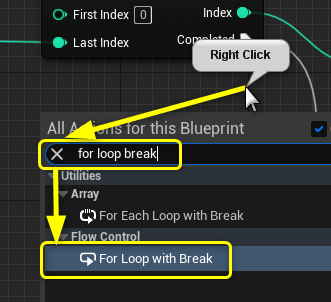 First Index 0 Index
Last Index Completed
Right Click
All Actions for this Blueprint
for loop break
Utilities
Array
For Each Loop with Break
Flow Control
For Loop with Break